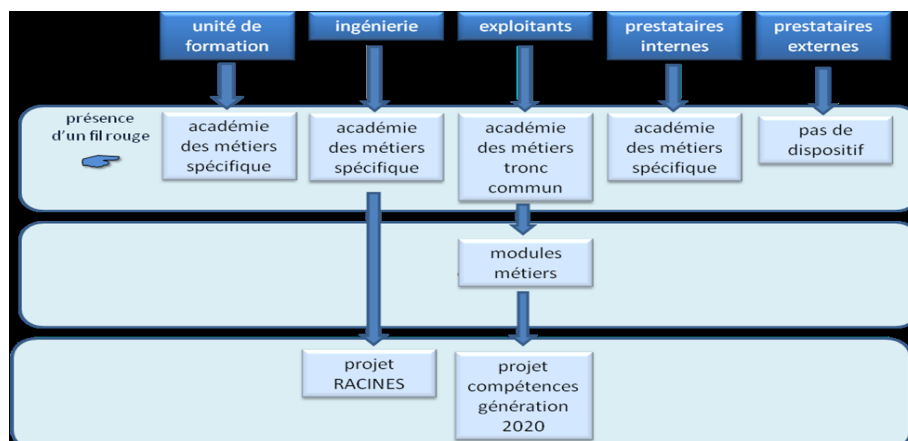 unité de
formation
ingénierie
exploitants
prestataires
internes
prestataires
externes
présence
d'un fil rouge
académie
des métiers
spécifique
académie
des métiers
spécifique
académie
des métiers
tronc
commun
académie
des métiers
spécifique
pas de
dispositif
modules
métiers
projet
RACINES
projet
compétences
génération
2020